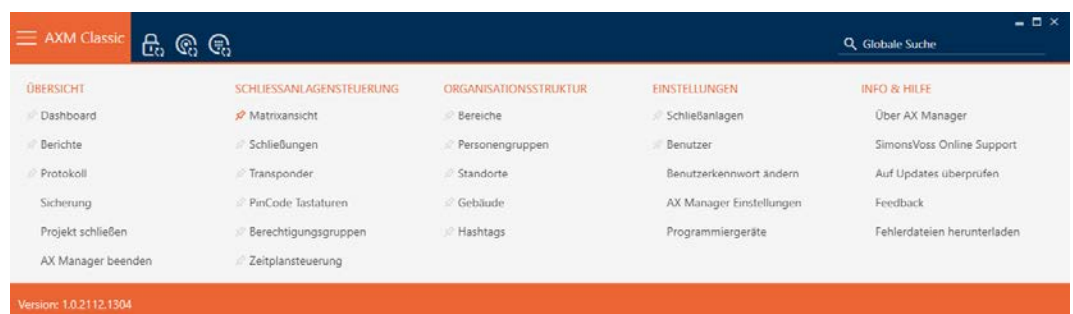 AXM Classic
Globale Suche
ÜBERSICHT
Dashboard
Berichte
Protokoll
Sicherung
Projekt schließen
AX Manager beenden
SCHLIESSANLAGENSTEUERUNG
Matrixansicht
Schließungen
Transponder
PinCode Tastaturen
Berechtigungsgruppen
Zeitplansteuerung
ORGANISATIONSSTRUKTUR
Bereiche
Personengruppen
Standorte
Gebäude
Hashtags
EINSTELLUNGEN
Schließanlagen
Benutzer
Benutzerkennwort ändern
AX Manager Einstellungen
Programmiergeräte
INFO & HILFE
Über AX Manager
SimonsVoss Online Support
Auf Updates überprüfen
Feedback
Fehlerdateien herunterladen
Version: 1.0.2112.1304